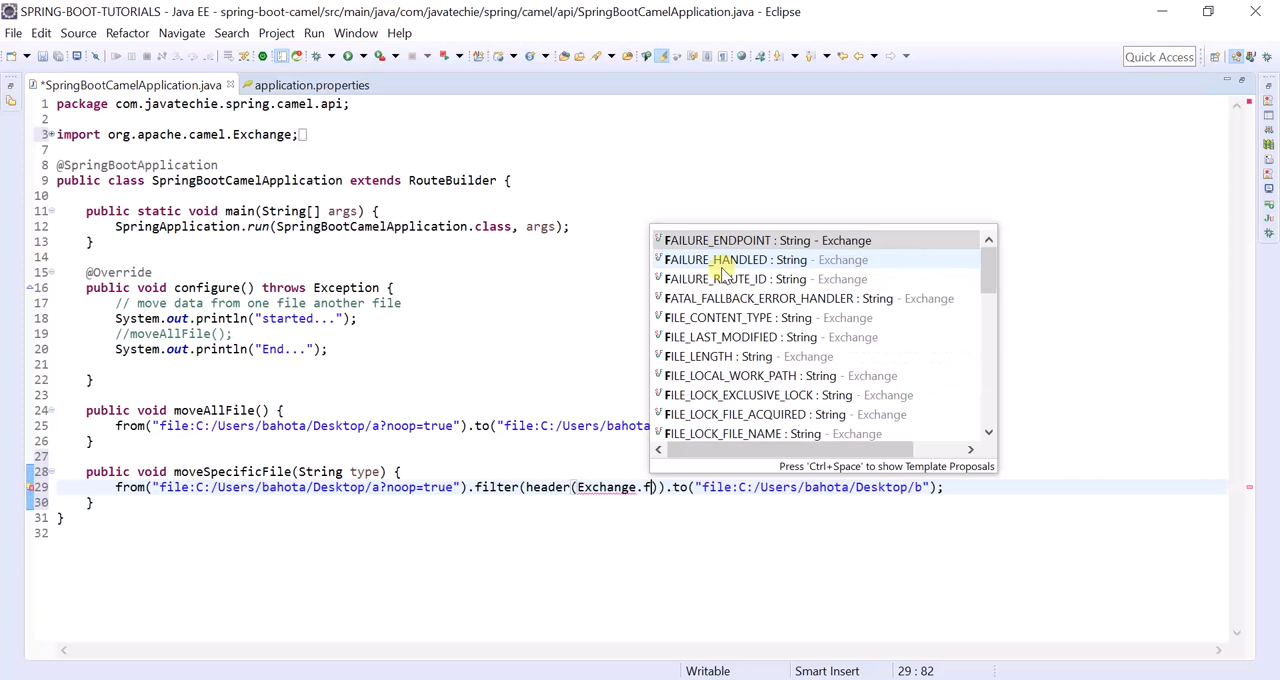 SPRING-BOOT-TUTORIALS - Java EE - spring-boot-camel/src/main/java/com/javatechie/spring/camel/api/SpringBootCamelApplication.java - Eclipse
File Edit Source Refactor Navigate Search Project Run Window Help
Quick Access
*SpringBootCamelApplication.java application.properties
1 package com.javatechie.spring.camel.api;
2
3 import org.apache.camel.Exchange;
7
8 @SpringBootApplication
9 public class SpringBootCamelApplication extends RouteBuilder {
10
11 public static void main(String[] args) {
12 SpringApplication.run(SpringBootCamelApplication.class, args);
13 }
14
15 @Override
16 public void configure() throws Exception {
17 // move data from one file another file
18 System.out.println("started...");
19 //moveAllFile();
20 System.out.println("End...");
21
22 }
23
24 public void moveAllFile() {
25 from("file:C:/Users/bahota/Desktop/a?noop=true").to("file:C:/Users/bahota
26 }
27
28 public void moveSpecificFile(String type) {
29 from("file:C:/Users/bahota/Desktop/a?noop=true").filter(header(Exchange.f)).to("file:C:/Users/bahota/Desktop/b");
30 }
31 }
32
FAILURE_ENDPOINT : String - Exchange
FAILURE_HANDLED : String - Exchange
FAILURE_ROUTE_ID : String - Exchange
FATAL_FALLBACK_ERROR_HANDLER : String - Exchange
FILE_CONTENT_TYPE : String - Exchange
FILE_LAST_MODIFIED : String - Exchange
FILE_LENGTH : String - Exchange
FILE_LOCAL_WORK_PATH : String - Exchange
FILE_LOCK_EXCLUSIVE_LOCK : String - Exchange
FILE_LOCK_FILE_ACQUIRED : String - Exchange
FILE_LOCK_FILE_NAME : String - Exchange
Press 'Ctrl+Space' to show Template Proposals
Writable Smart Insert 29 : 82